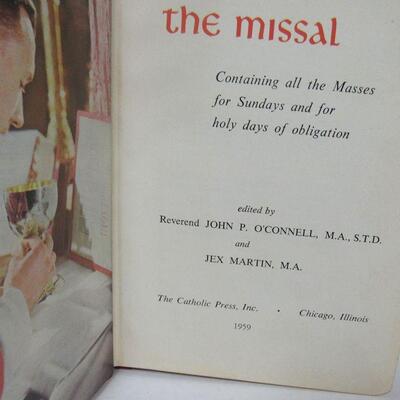 the missal
Containing all the Masses
for Sundays and for
holy days of obligation
edited by
Reverend JOHN P. O'CONNELL, M.A., S.T.D.
and
JEX MARTIN, M.A.
The Catholic Press, Inc. · Chicago, Illinois
1959